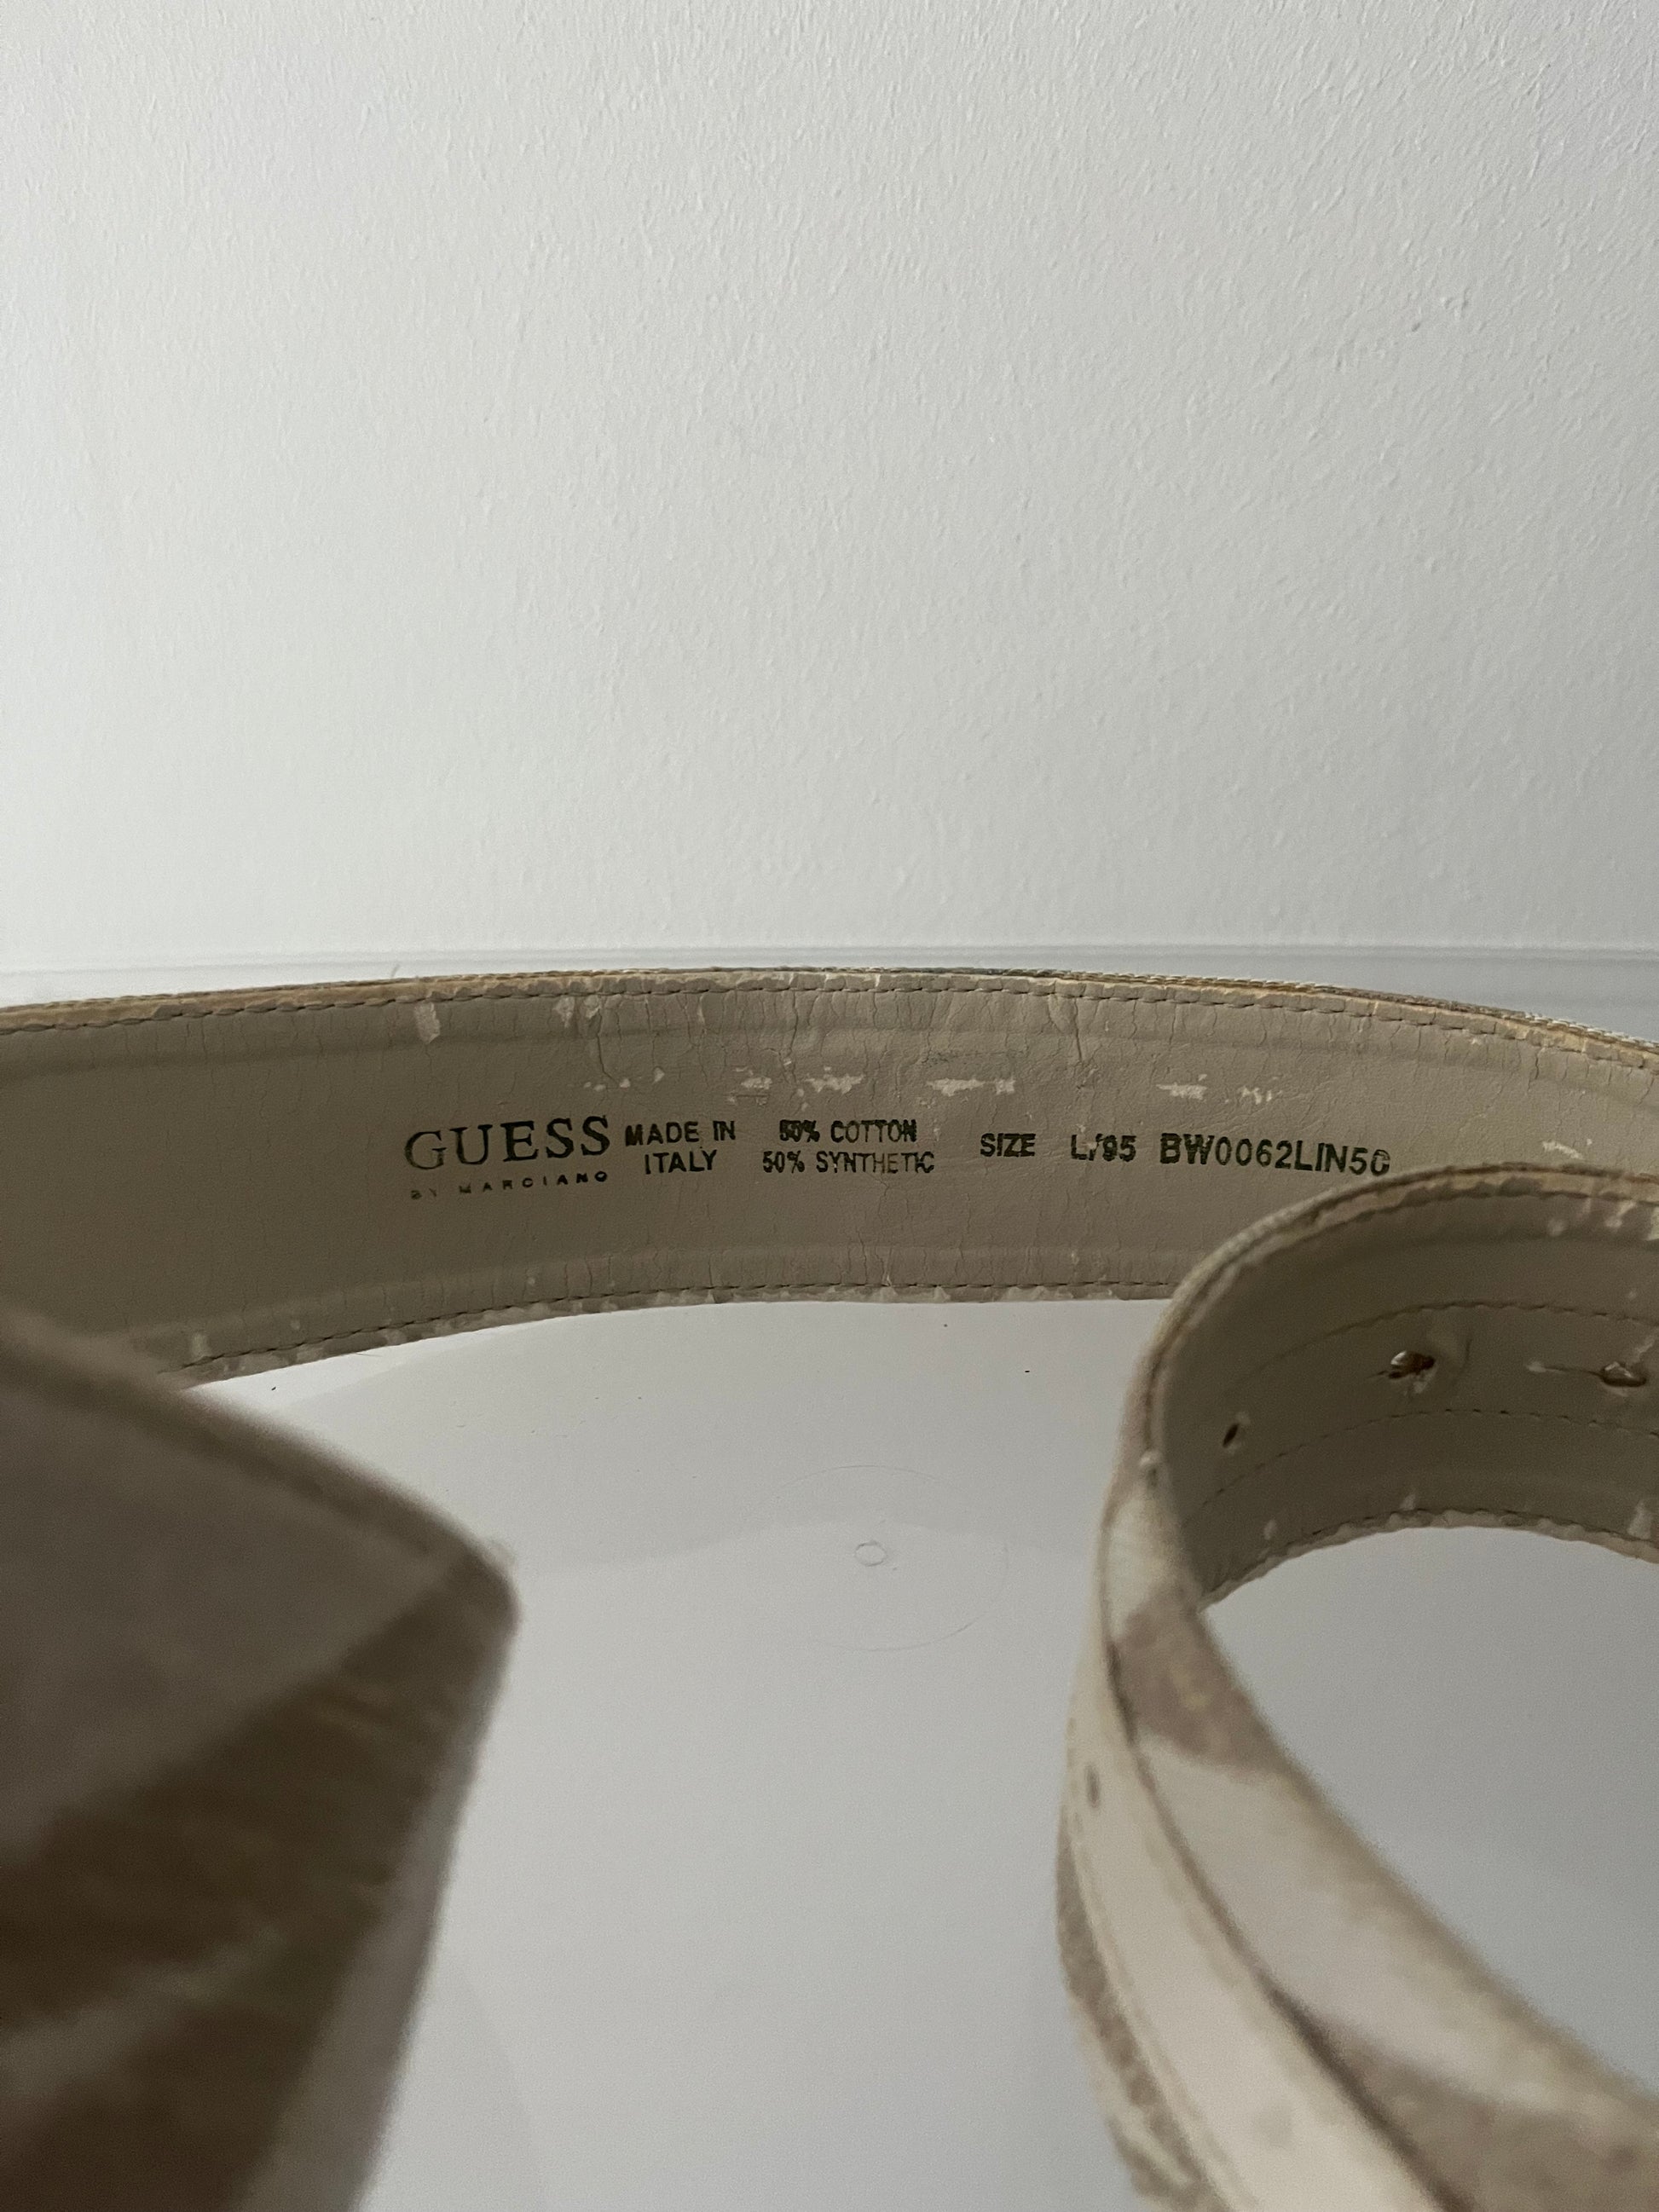 GUESS
BY MARCIANO
MADE IN
ITALY
50% COTTON
50% SYNTHETIC
SIZE L/95 BW0062LIN50